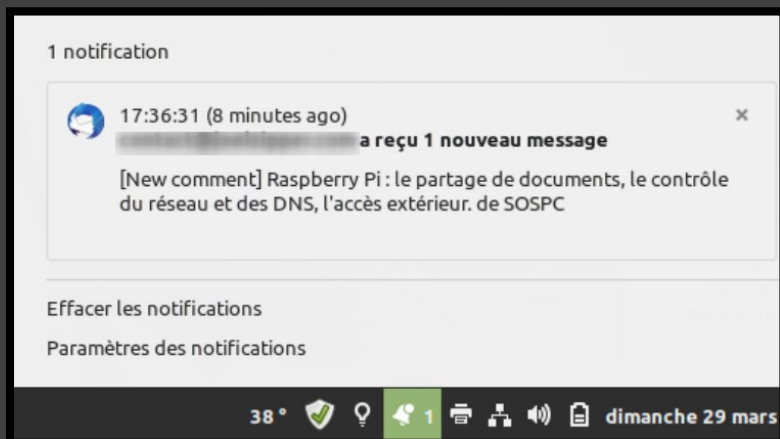 1 notification
17:36:31 (8 minutes ago)
a reçu 1 nouveau message
[New comment] Raspberry Pi : le partage de documents, le contrôle
du réseau et des DNS, l'accès extérieur. de SOSPC
Effacer les notifications
Paramètres des notifications
38° 1 dimanche 29 mars